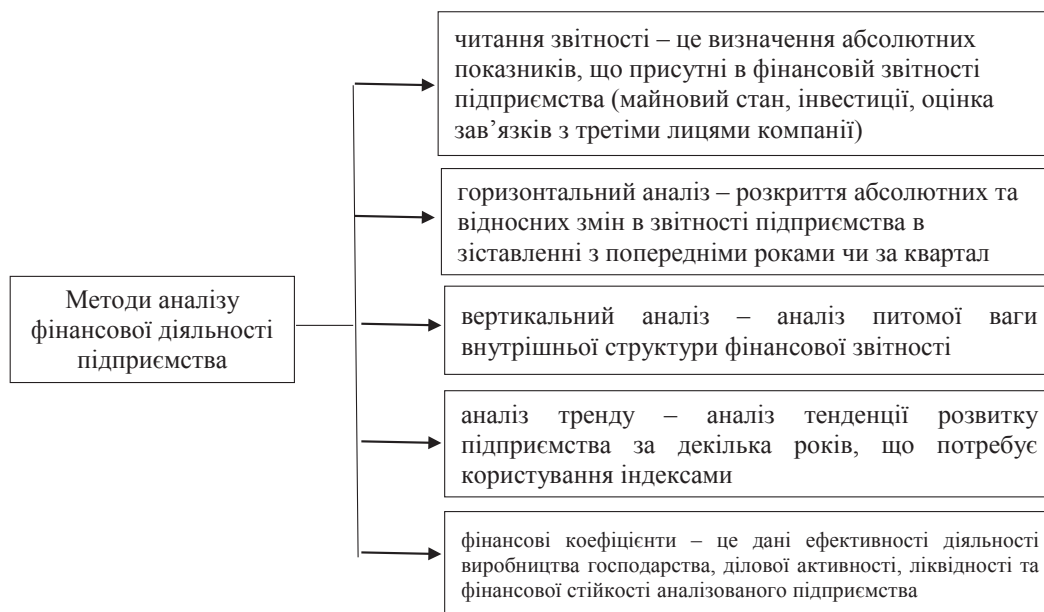 читання звітності – це визначення абсолютних
показників, що присутні в фінансовій звітності
підприємства (майновий стан, інвестиції, оцінка
зав’язків з третіми лицями компанії)
горизонтальний аналіз – розкриття абсолютних та
відносних змін в звітності підприємства в
зіставленні з попередніми роками чи за квартал
Методи аналізу
фінансової діяльності
підприємства
вертикальний аналіз – аналіз питомої ваги
внутрішньої структури фінансової звітності
аналіз тренду – аналіз тенденції розвитку
підприємства за декілька років, що потребує
користування індексами
фінансові коефіцієнти – це дані ефективності діяльності
виробництва господарства, ділової активності, ліквідності та
фінансової стійкості аналізованого підприємства